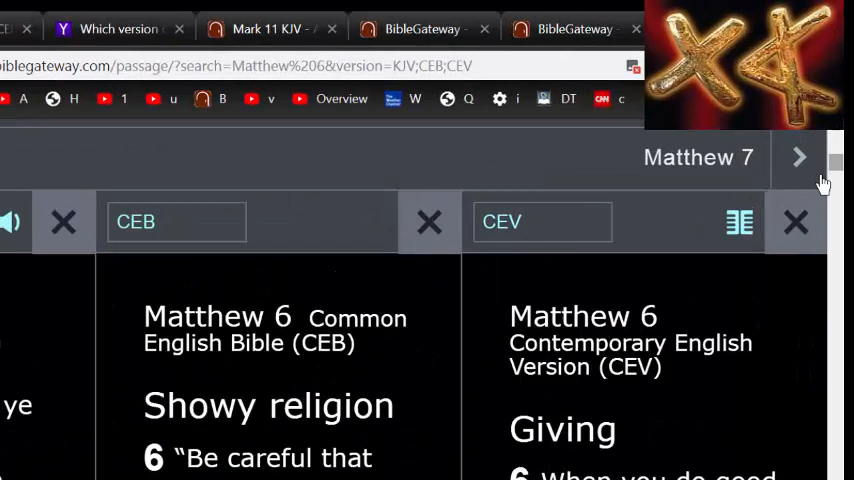 Which version
Mark 11 KJV - A
BibleGateway -
BibleGateway -
iblegateway.com/passage/?search=Matthew%206&version=KJV;CEB;CEV
A H 1 u B v Overview W Q i DT CNN c
Matthew 7
CEB
CEV
Matthew 6 Common
English Bible (CEB)
Matthew 6
Contemporary English
Version (CEV)
ye
Showy religion
Giving
6 "Be careful that
6 When you do good